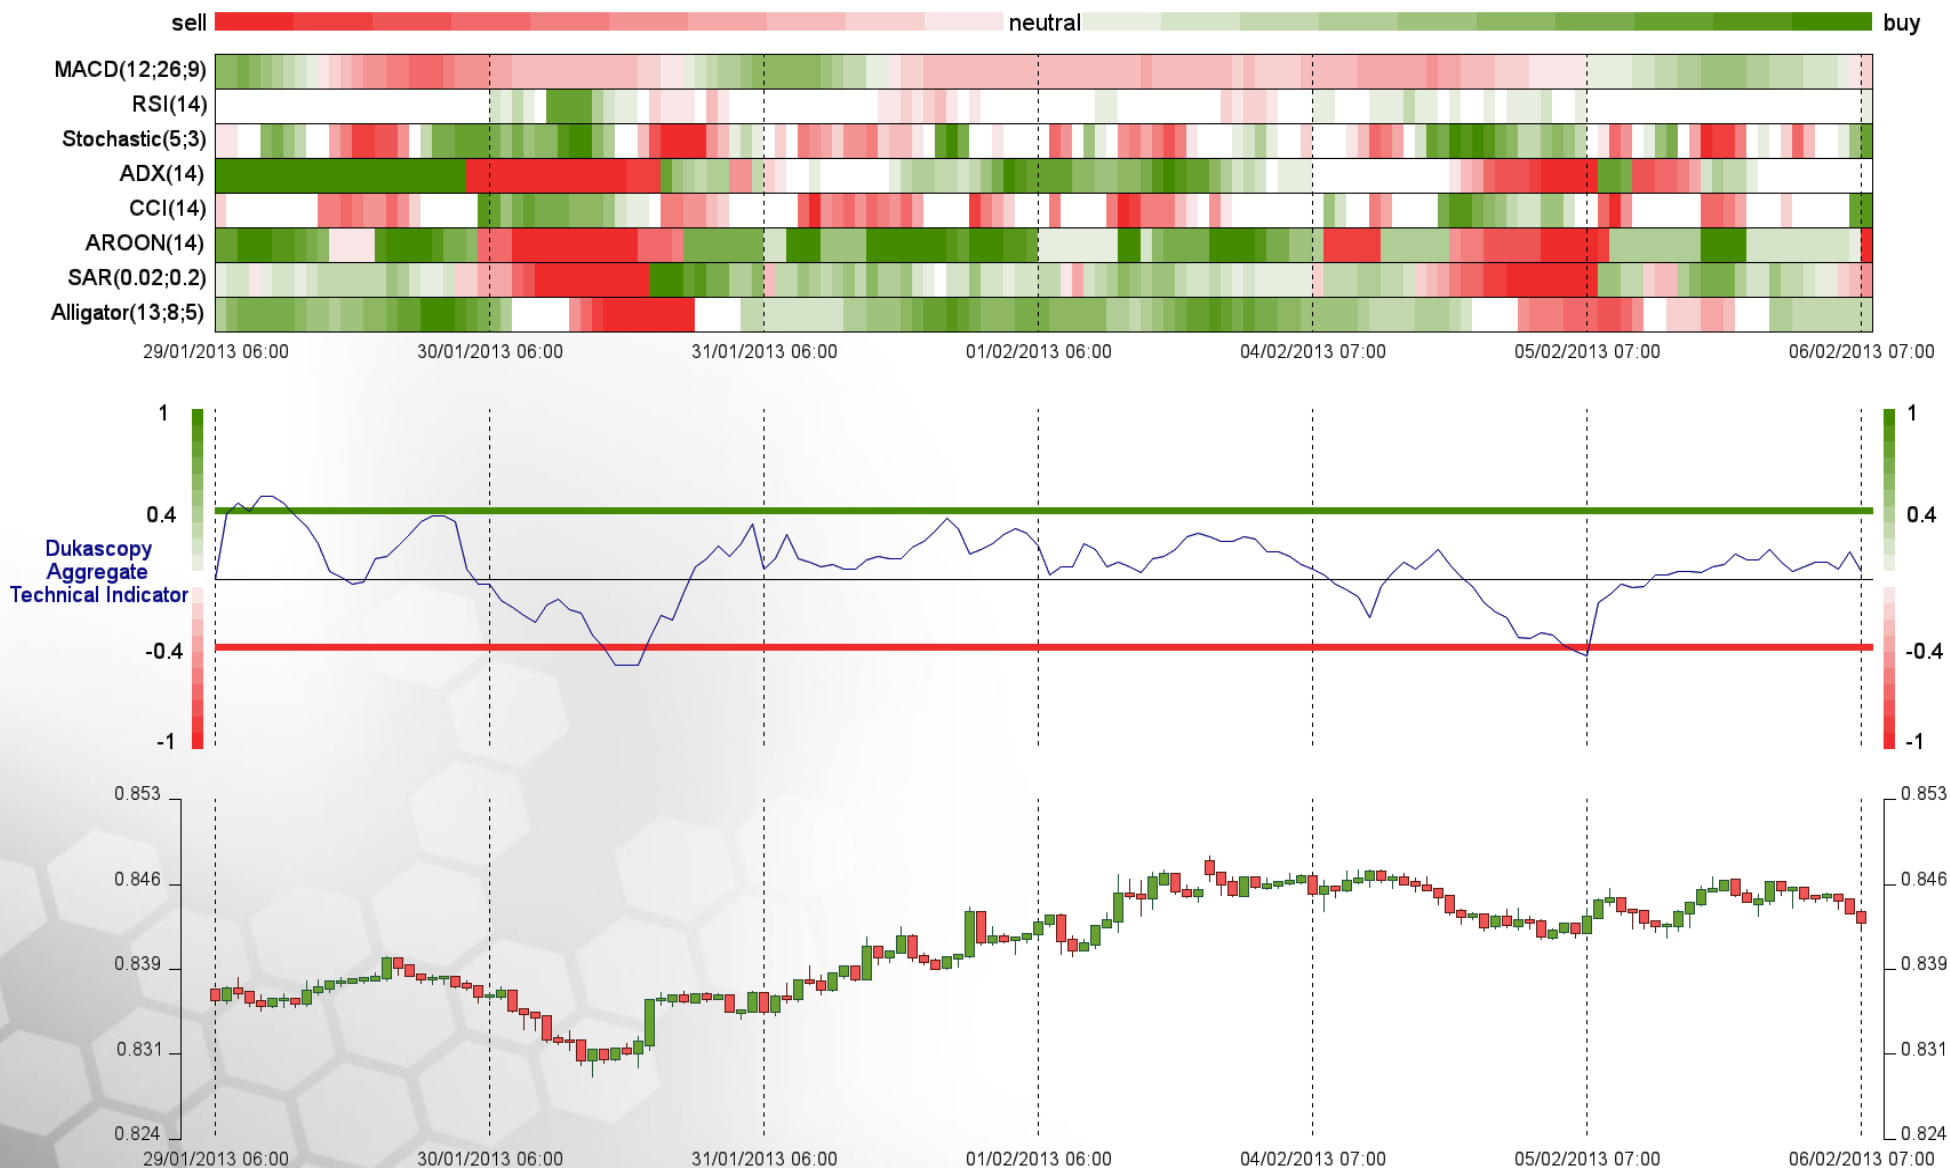 sell neutral buy
MACD(12;26;9)
RSI(14)
Stochastic(5;3)
ADX(14)
CCI(14)
AROON(14)
SAR(0.02;0.2)
Alligator(13;8;5)
29/01/2013 06:00 30/01/2013 06:00 31/01/2013 06:00 01/02/2013 06:00 04/02/2013 07:00 05/02/2013 07:00 06/02/2013 07:00
1 1
0.4 0.4
Dukascopy
Aggregate
Technical Indicator
-0.4 -0.4
-1 -1
0.853 0.853
0.846 0.846
0.839 0.839
0.831 0.831
0.824 0.824
29/01/2013 06:00 30/01/2013 06:00 31/01/2013 06:00 01/02/2013 06:00 04/02/2013 07:00 05/02/2013 07:00 06/02/2013 07:00